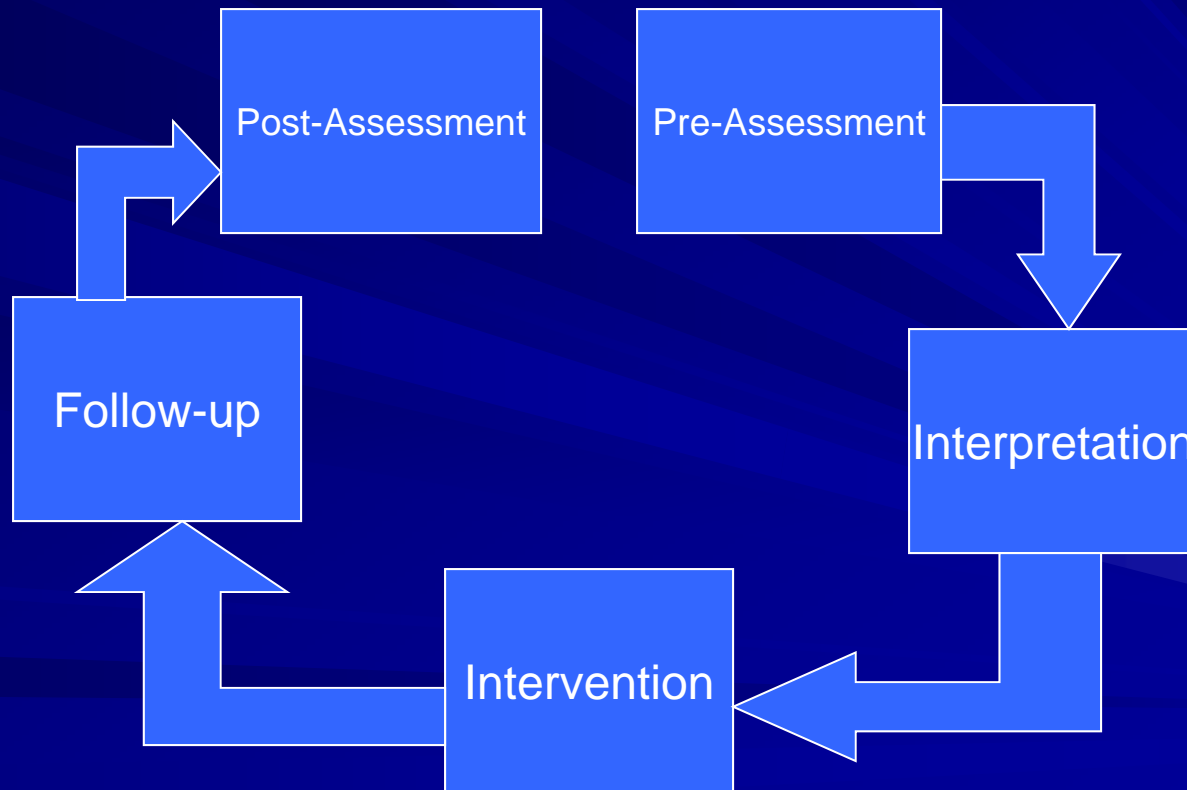 Post-Assessment
Pre-Assessment
Follow-up
Interpretation
Intervention